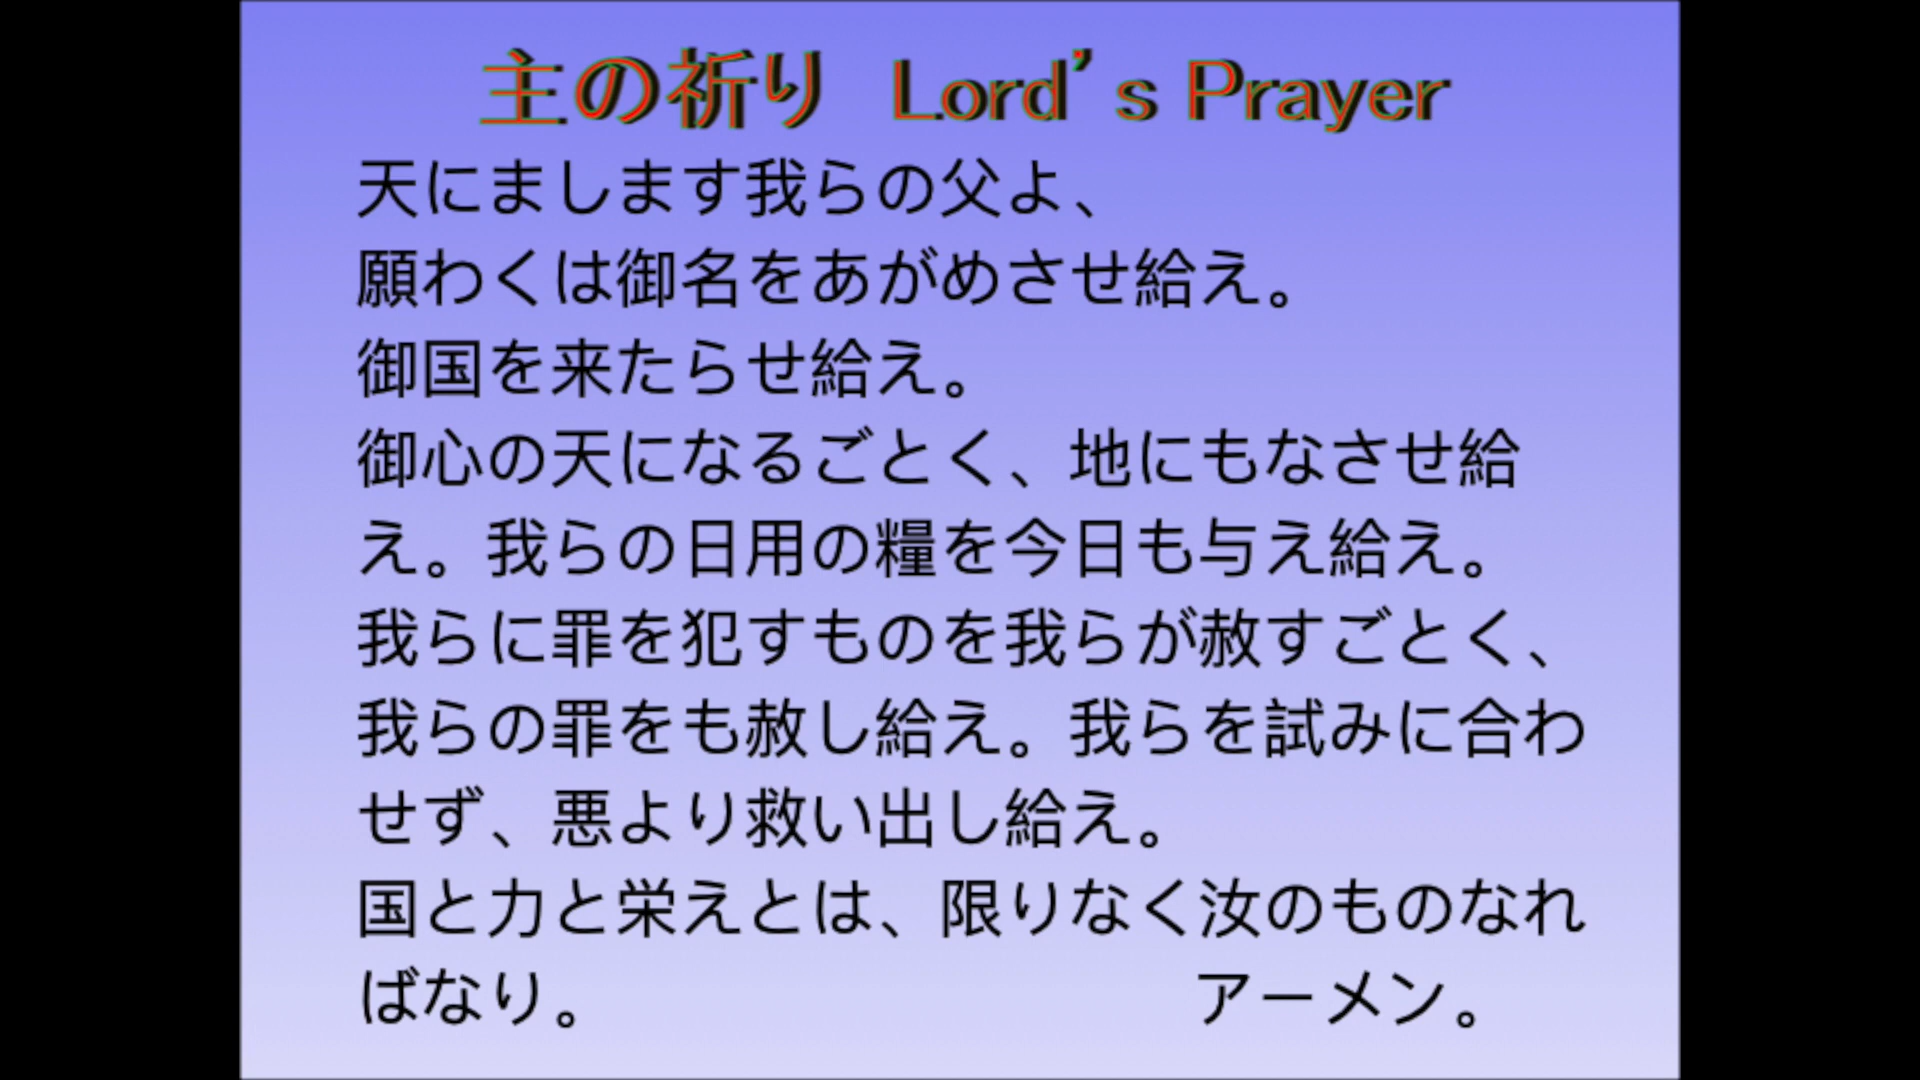 主の祈り Lord’s Prayer
天にまします我らの父よ、
願わくは御名をあがめさせ給え。
御国を来たらせ給え。
御心の天になるごとく、地にもなさせ給
え。我らの日用の糧を今日も与え給え。
我らに罪を犯すものを我らが赦すごとく、
我らの罪をも赦し給え。我らを試みに合わ
せず、悪より救い出し給え。
国と力と栄えとは、限りなく汝のものなれ
ばなり。 アーメン。